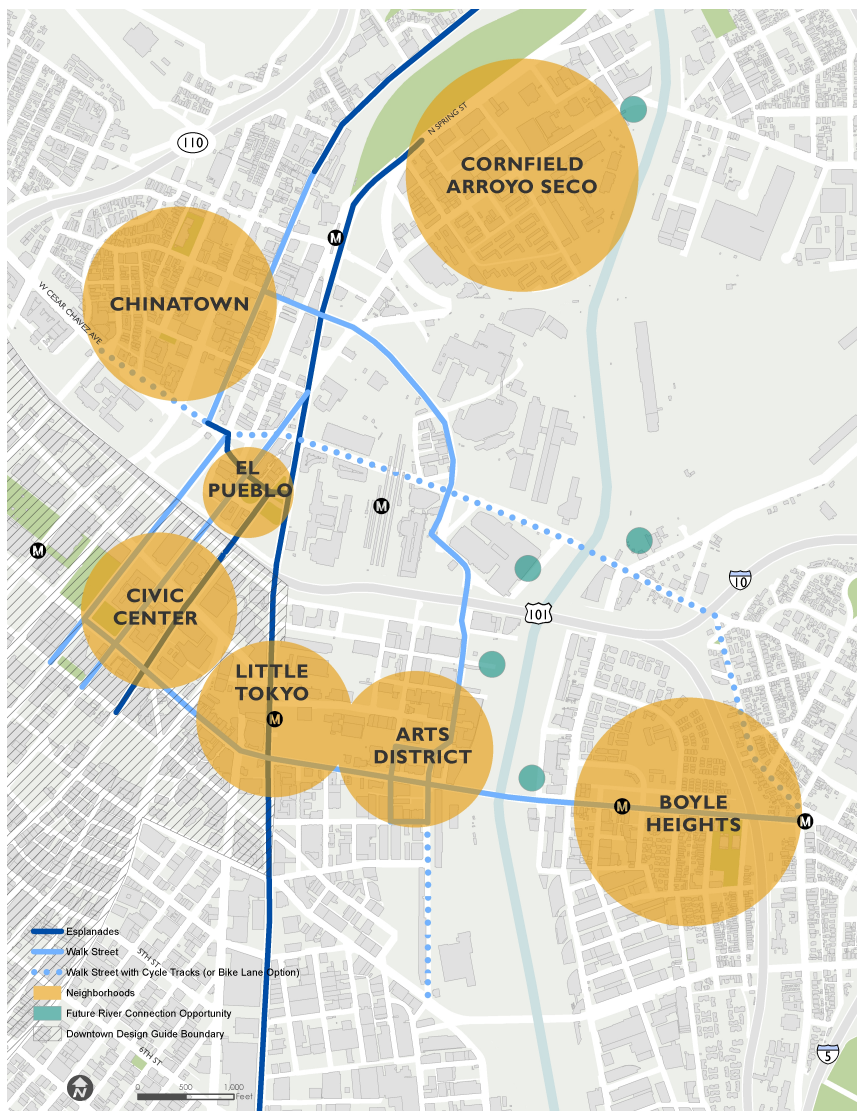 N SPRING ST
110
CORNFIELD
ARROYO SECO
M
CHINATOWN
W CESAR CHAVEZ AVE
EL
PUEBLO
M
M
10
CIVIC
CENTER
101
LITTLE
TOKYO
M
ARTS
DISTRICT
M
BOYLE
HEIGHTS
M
Esplanades
Walk Street
5TH ST
Walk Street with Cycle Tracks (or Bike Lane Option)
Neighborhoods
Future River Connection Opportunity
Downtown Design Guide Boundary
6TH ST
5
N
0 500 1,000
Feet